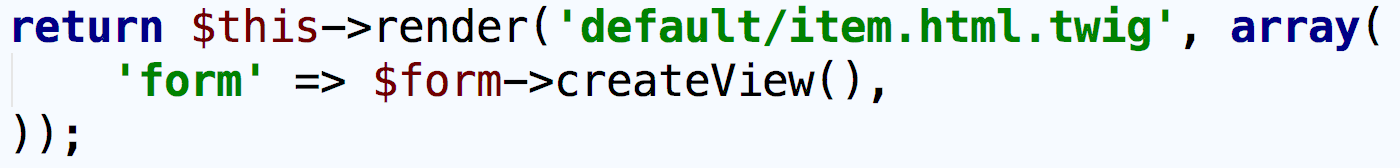 return $this->render('default/item.html.twig', array(
    'form' => $form->createView(),
));